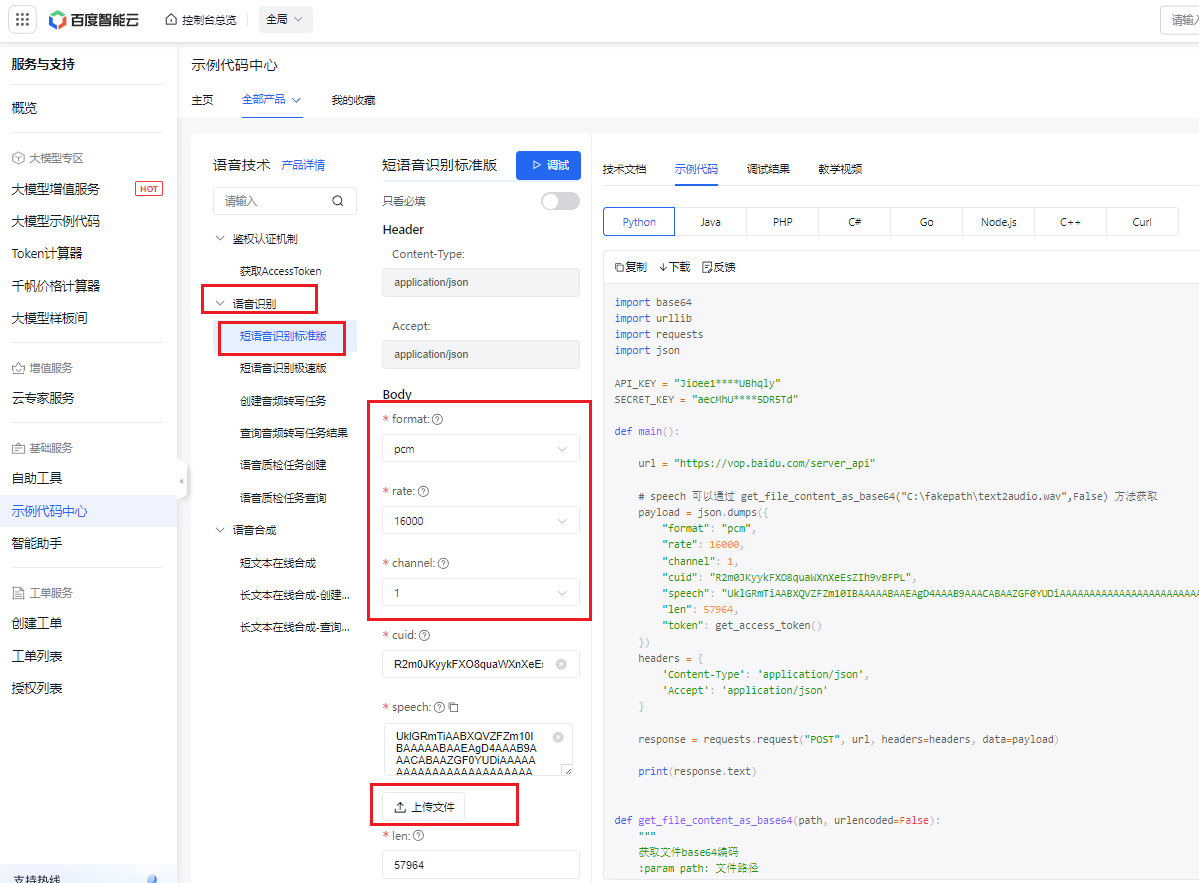 百度智能云
控制台总览
全局
请输入
服务与支持
概览
大模型专区
大模型增值服务
HOT
大模型示例代码
Token计算器
千帆价格计算器
大模型样板间
增值服务
云专家服务
基础服务
自助工具
示例代码中心
智能助手
工单服务
创建工单
工单列表
授权列表
支持热线
示例代码中心
主页
全部产品
我的收藏
语音技术 产品详情
请输入
鉴权认证机制
获取AccessToken
语音识别
短语音识别标准版
短语音识别极速版
创建音频转写任务
查询音频转写任务结果
语音质检任务创建
语音质检任务查询
语音合成
短文本在线合成
长文本在线合成-创建...
长文本在线合成-查询...
短语音识别标准版
调试
只看必填
Header
Content-Type:
application/json
Accept:
application/json
Body
* format:
pcm
* rate:
16000
* channel:
1
* cuid:
R2m0JKyykFXO8quaWXnXeEs
* speech:
UklGRmTiAABXQVZFZm10I
BAAAAABAAEAgD4AAAB9A
AACABAAZGF0YUDiAAAAA
AAAAAAAAAAAAAAAAAAA
上传文件
* len:
57964
技术文档
示例代码
调试结果
教学视频
Python
Java
PHP
C#
Go
Node.js
C++
Curl
复制
下载
反馈
import base64
import urllib
import requests
import json
API_KEY = "Jioee1****UBhqly"
SECRET_KEY = "aecMhU****5DR5Td"
def main():
url = "https://vop.baidu.com/server_api"
# speech 可以通过 get_file_content_as_base64("C:\fakepath\text2audio.wav",False) 方法获取
payload = json.dumps({
"format": "pcm",
"rate": 16000,
"channel": 1,
"cuid": "R2m0JKyykFXO8quaWXnXeEsZIh9vBFPL",
"speech": "UklGRmTiAABXQVZFZm10IBAAAAABAAEAgD4AAAB9AAACABAAZGF0YUDiAAAAAAAAAAAAAAAAAAAAAAAA
"len": 57964,
"token": get_access_token()
})
headers = {
'Content-Type': 'application/json',
'Accept': 'application/json'
}
response = requests.request("POST", url, headers=headers, data=payload)
print(response.text)
def get_file_content_as_base64(path, urlencoded=False):
"""
获取文件base64编码
:param path: 文件路径